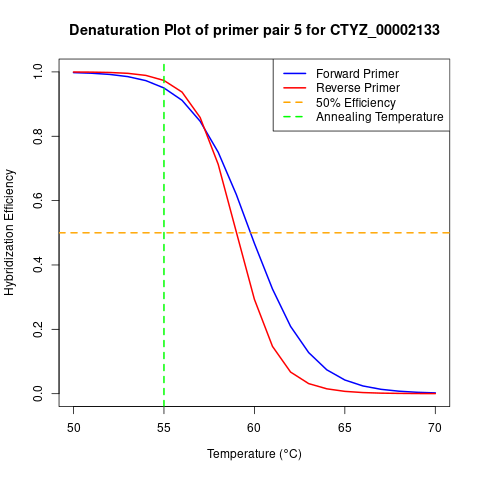 Denaturation Plot of primer pair 5 for CTYZ_00002133
Forward Primer
Reverse Primer
50% Efficiency
Annealing Temperature
Hybridization Efficiency
1.0
0.8
0.6
0.4
0.2
0.0
50 55 60 65 70
Temperature (°C)